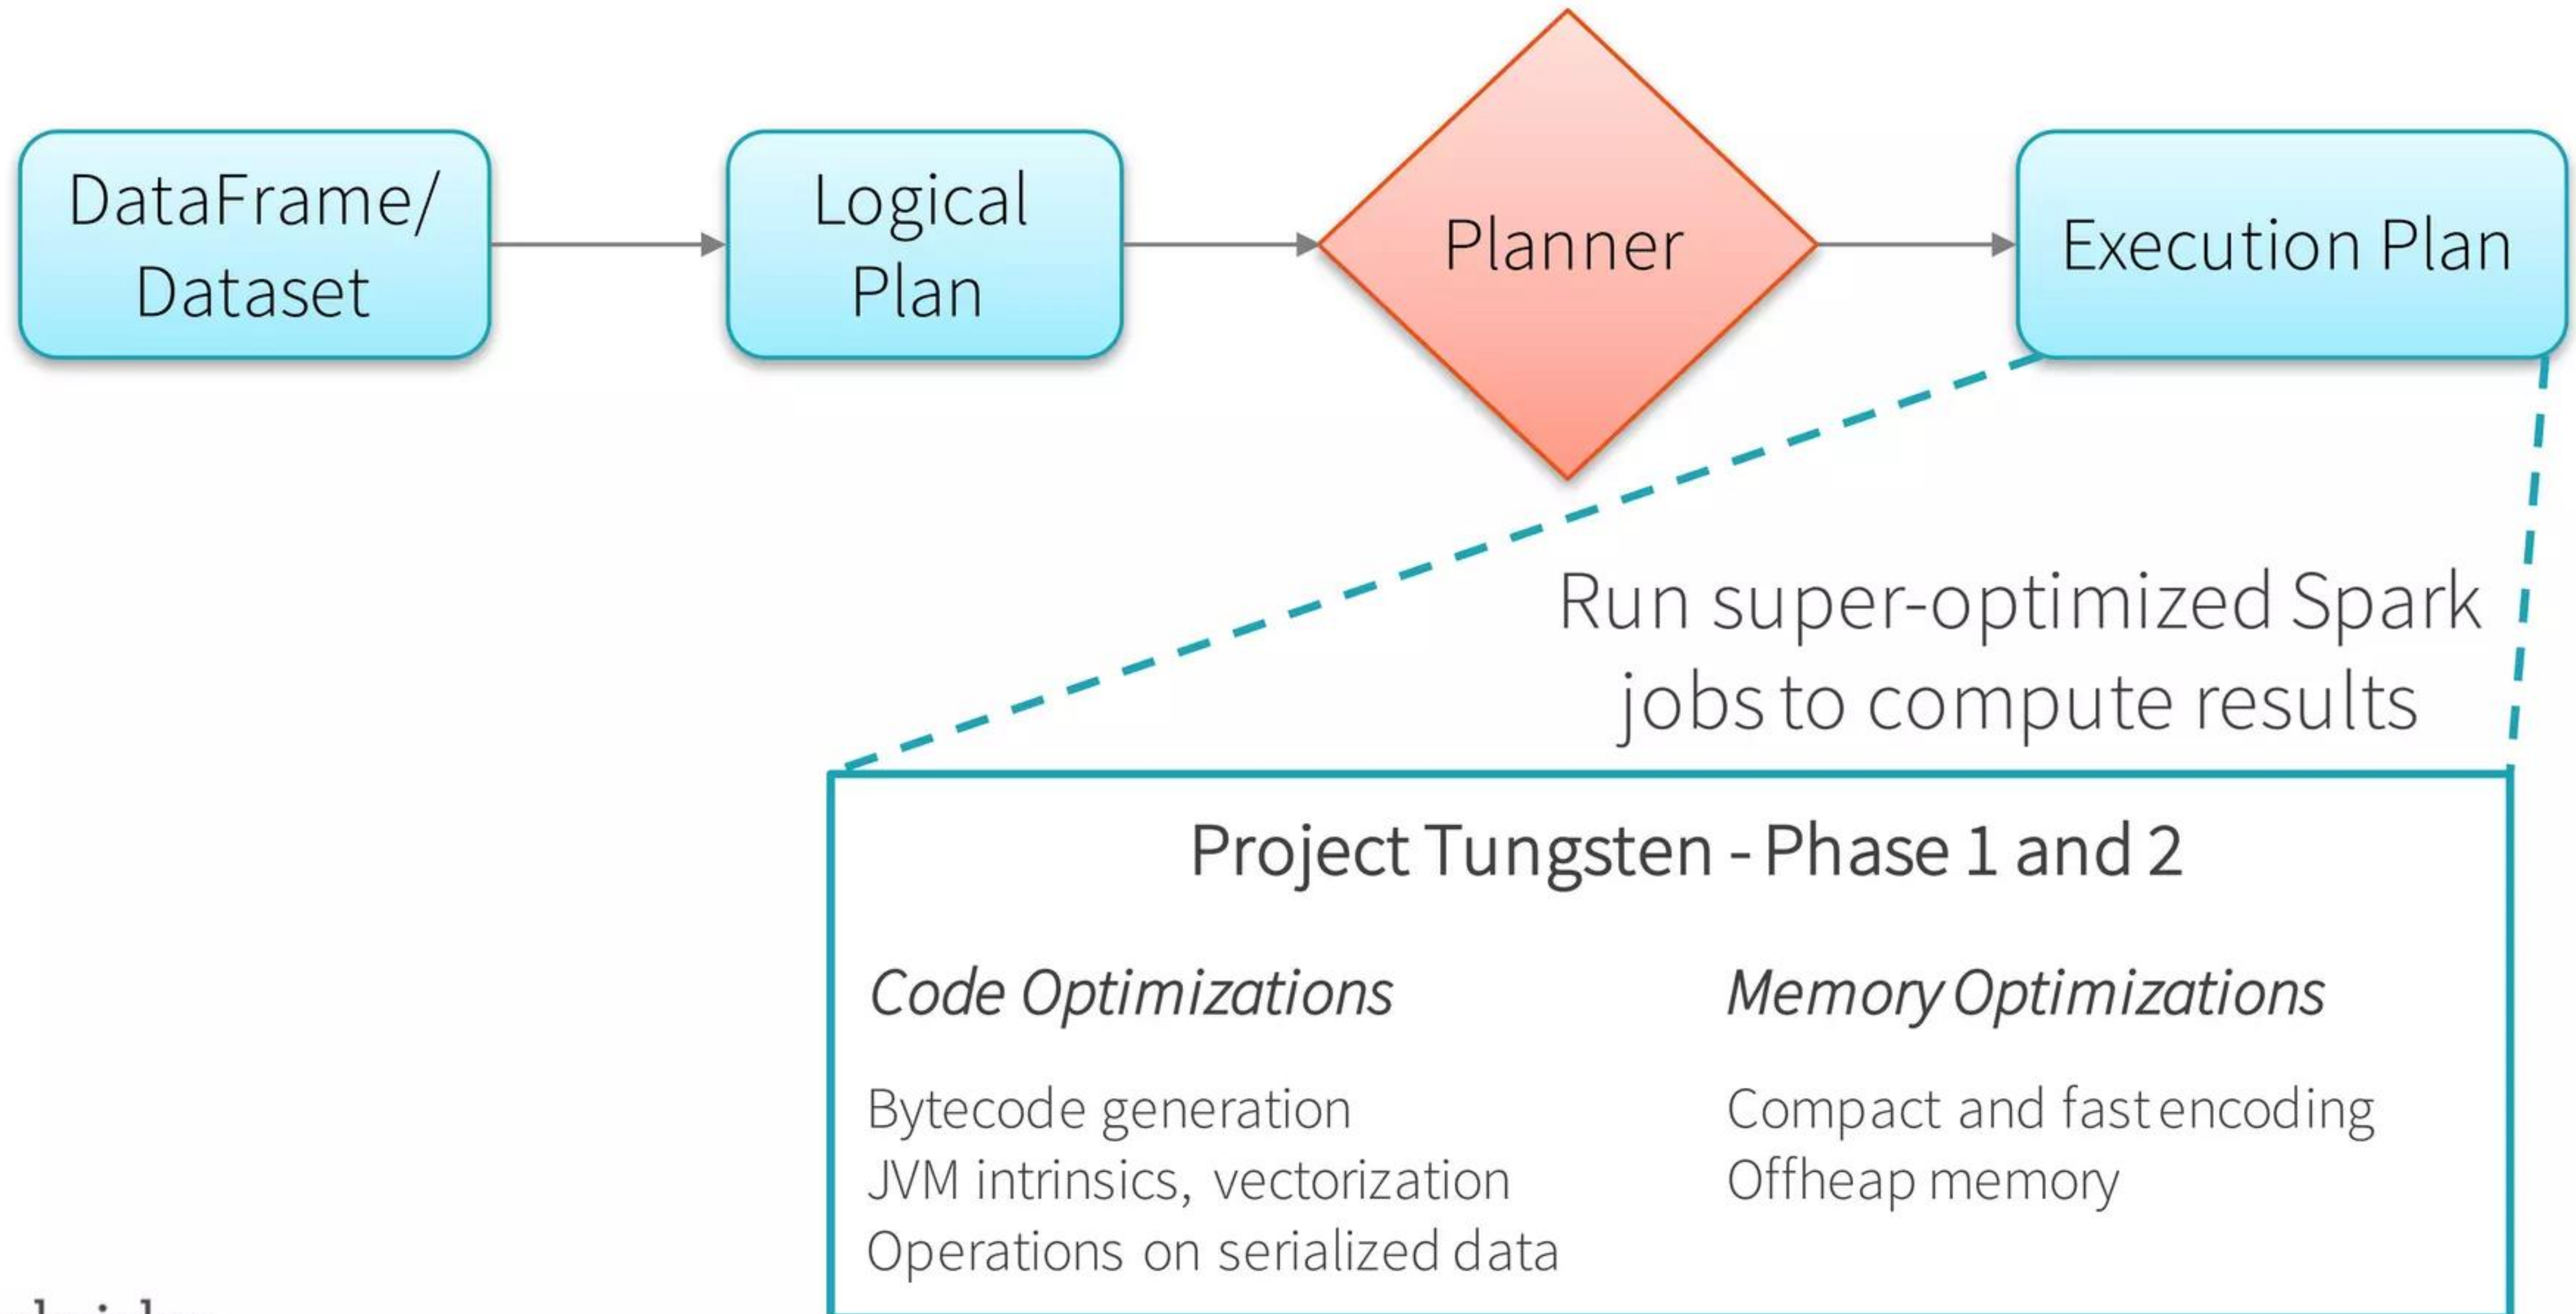 DataFrame/
Dataset
Logical
Plan
Planner
Execution Plan
Run super-optimized Spark
jobs to compute results
Project Tungsten - Phase 1 and 2
Code Optimizations
Bytecode generation
JVM intrinsics, vectorization
Operations on serialized data
Memory Optimizations
Compact and fast encoding
Offheap memory